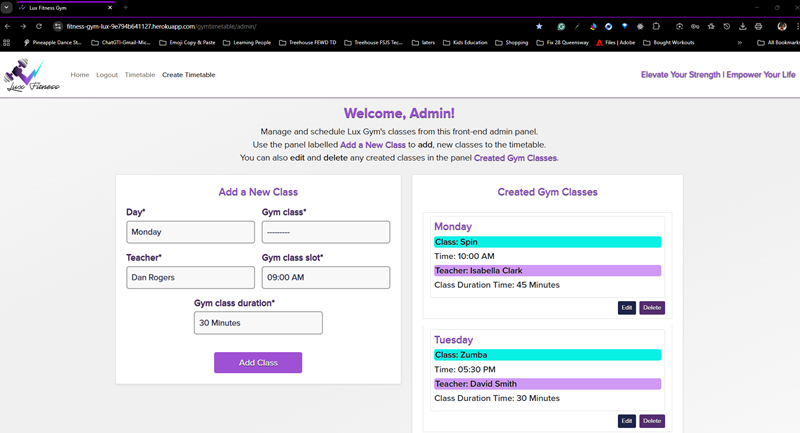 Lux Fitness Gym
fitness-gym-lux-9e794b641127.herokuapp.com/gymtimetable/admin/
Pineapple Dance St... ChatGTI-Gmail-Mic... Emoji Copy & Paste Learning People Treehouse FEWD TD Treehouse FSJS Tec... laters Kids Education Shopping Fix 28 Queensway Files | Adobe Bought Workouts All Bookmarks
Lux Fitness
Home Logout Timetable Create Timetable
Elevate Your Strength | Empower Your Life
Welcome, Admin!
Manage and schedule Lux Gym's classes from this front-end admin panel.
Use the panel labelled Add a New Class to add, new classes to the timetable.
You can also edit and delete any created classes in the panel Created Gym Classes.
Add a New Class
Day* Gym class*
Monday ---------
Teacher* Gym class slot*
Dan Rogers 09:00 AM
Gym class duration*
30 Minutes
Add Class
Created Gym Classes
Monday
Class: Spin
Time: 10:00 AM
Teacher: Isabella Clark
Class Duration Time: 45 Minutes
Edit Delete
Tuesday
Class: Zumba
Time: 05:30 PM
Teacher: David Smith
Class Duration Time: 30 Minutes
Edit Delete